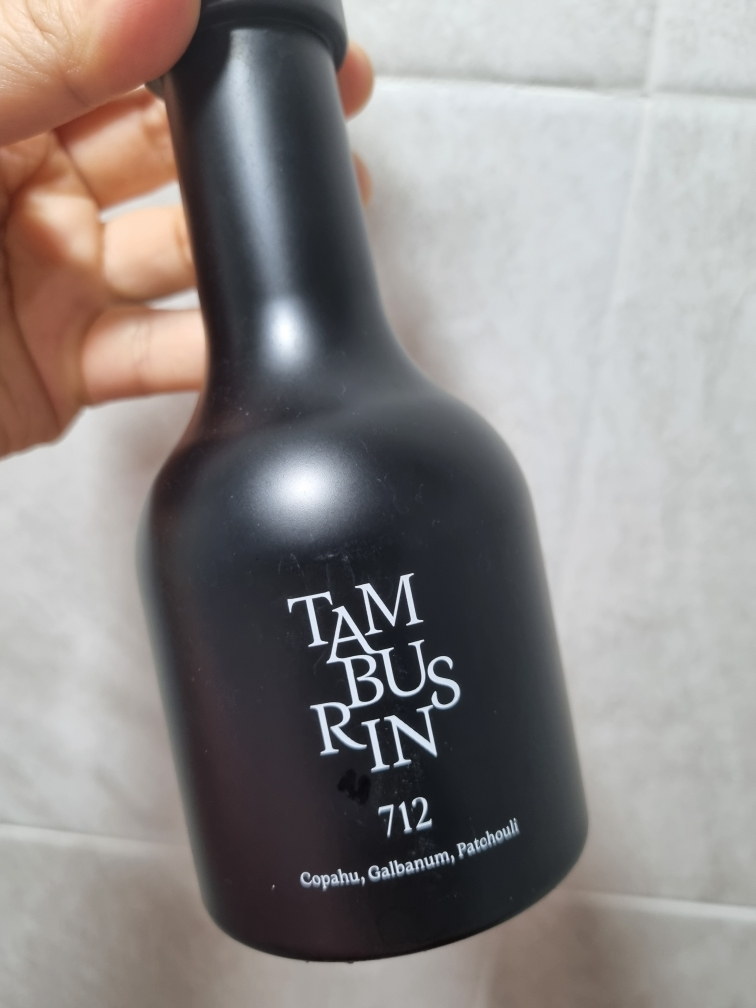 TAM
BUS
RIN
712
Copahu, Galbanum, Patchouli